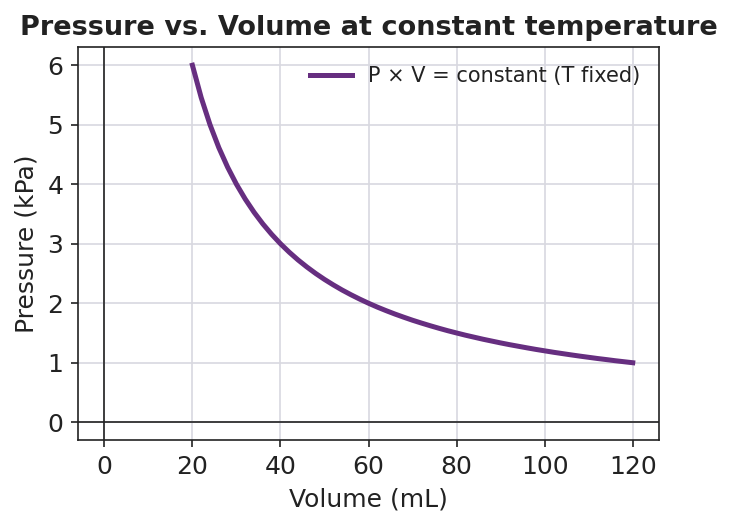 Pressure vs. Volume at constant temperature
P × V = constant (T fixed)
Pressure (kPa)
6
5
4
3
2
1
0
0 20 40 60 80 100 120
Volume (mL)